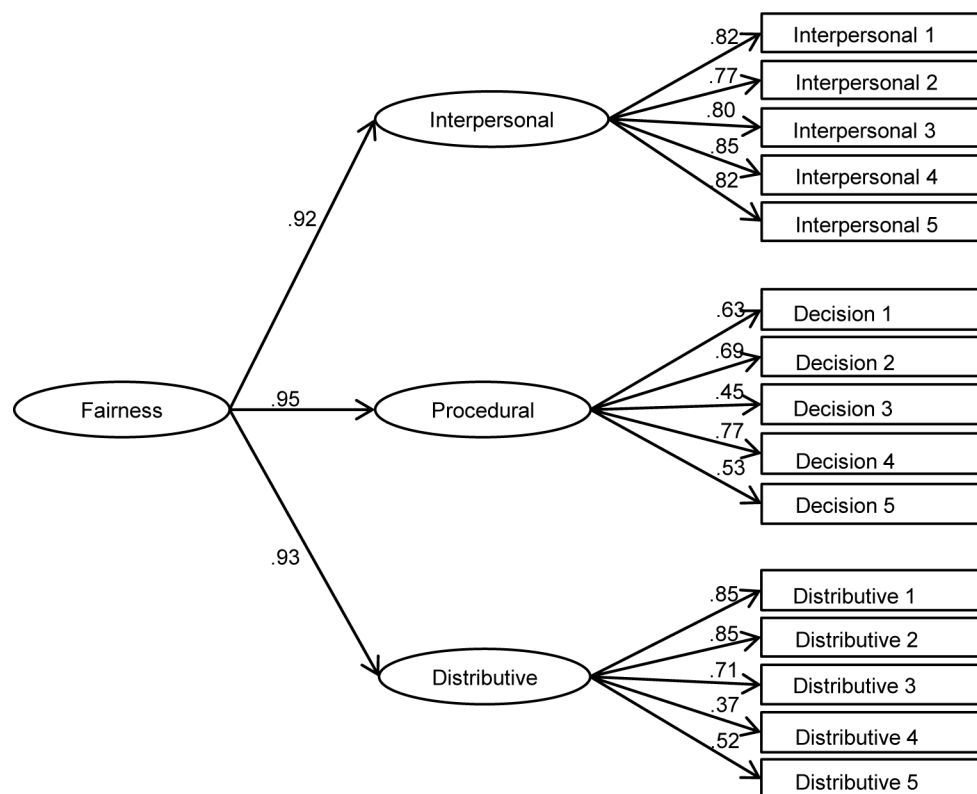 .82
Interpersonal 1
.77
Interpersonal 2
Interpersonal
.80
Interpersonal 3
.85
Interpersonal 4
.82
Interpersonal 5
.92
.63
Decision 1
.69
Decision 2
Fairness
.95
Procedural
.45
Decision 3
.77
Decision 4
.53
Decision 5
.93
.85
Distributive 1
.85
Distributive 2
Distributive
.71
Distributive 3
.37
Distributive 4
.52
Distributive 5